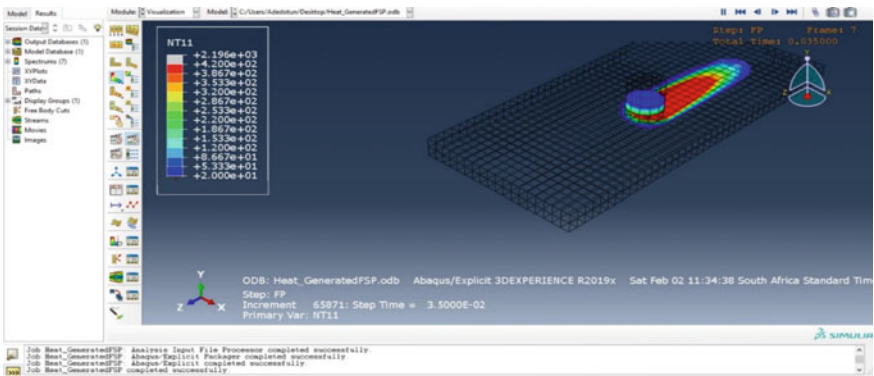 Model Results Module: Visualization Model: C:/Users/Adedotun/Desktop/Heat_GeneratedFSP.odb
Session Data
Output Databases (1)
Model Database (1)
Spectrums (7)
XYPlots
XYData
Paths
Display Groups (1)
Free Body Cuts
Streams
Movies
Images
NT11
+2.196e+03
+4.200e+02
+3.867e+02
+3.533e+02
+3.200e+02
+2.867e+02
+2.533e+02
+2.200e+02
+1.867e+02
+1.533e+02
+1.200e+02
+8.667e+01
+5.333e+01
+2.000e+01
Step: FP Frame: 7
Total Time: 0.035000
Y
Z
X
Y
Z
X
ODB: Heat_GeneratedFSP.odb Abaqus/Explicit 3DEXPERIENCE R2019x Sat Feb 02 11:34:38 South Africa Standard Time
Step: FP
Increment 65871: Step Time = 3.5000E-02
Primary Var: NT11
SIMULIA
Job Heat_GeneratedFSP: Analysis Input File Processor completed successfully.
Job Heat_GeneratedFSP: Abaqus/Explicit Packager completed successfully.
Job Heat_GeneratedFSP: Abaqus/Explicit completed successfully.
Job Heat_GeneratedFSP completed successfully.